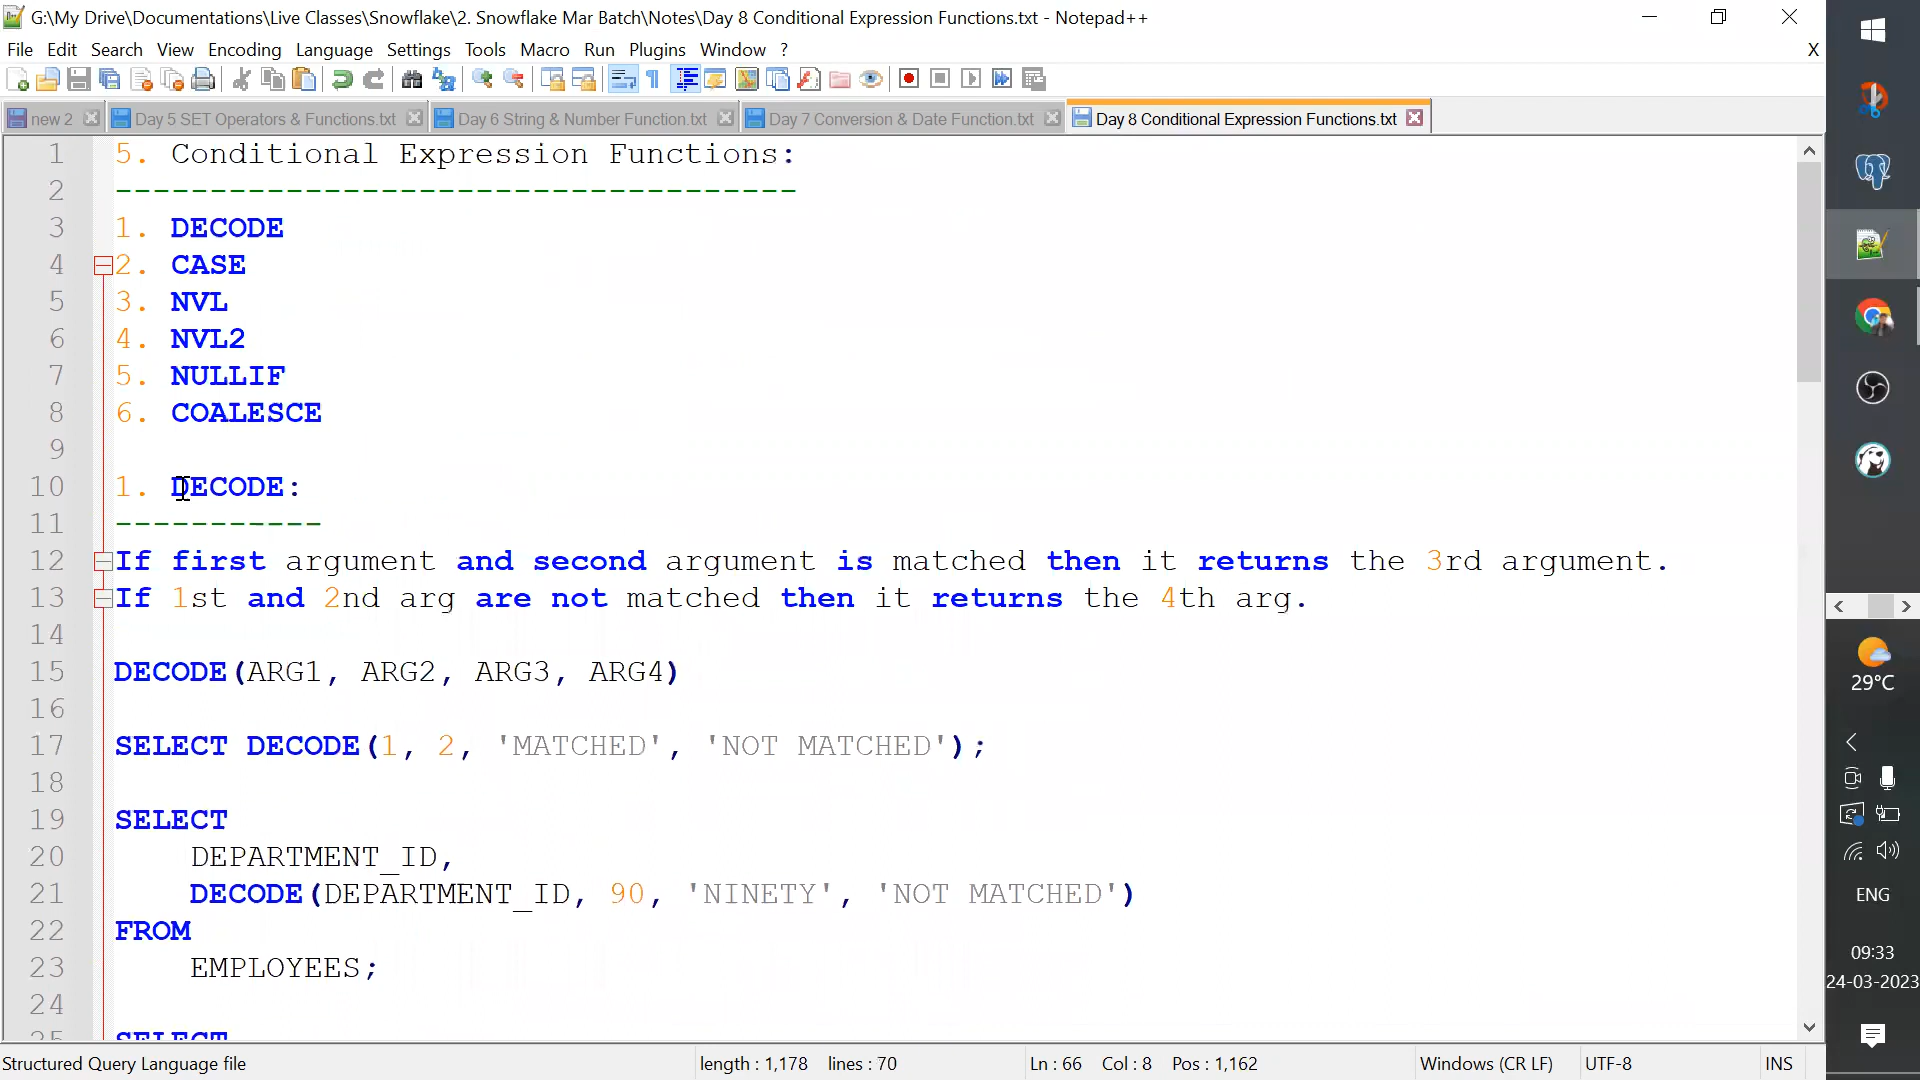 G:\My Drive\Documentations\Live Classes\Snowflake\2. Snowflake Mar Batch\Notes\Day 8 Conditional Expression Functions.txt - Notepad++
File Edit Search View Encoding Language Settings Tools Macro Run Plugins Window ? X
new 2 Day 5 SET Operators & Functions.txt Day 6 String & Number Function.txt Day 7 Conversion & Date Function.txt Day 8 Conditional Expression Functions.txt
1 5. Conditional Expression Functions:
2 ------------------------------------
3 1. DECODE
4 2. CASE
5 3. NVL
6 4. NVL2
7 5. NULLIF
8 6. COALESCE
9
10 1. DECODE:
11 -----------
12 If first argument and second argument is matched then it returns the 3rd argument.
13 If 1st and 2nd arg are not matched then it returns the 4th arg.
14
15 DECODE(ARG1, ARG2, ARG3, ARG4)
16
17 SELECT DECODE(1, 2, 'MATCHED', 'NOT MATCHED');
18
19 SELECT
20 DEPARTMENT_ID,
21 DECODE(DEPARTMENT_ID, 90, 'NINETY', 'NOT MATCHED')
22 FROM
23 EMPLOYEES;
24
25 SELECT
Structured Query Language file length : 1,178 lines : 70 Ln : 66 Col : 8 Pos : 1,162 Windows (CR LF) UTF-8 INS
29°C
ENG
09:33
24-03-2023